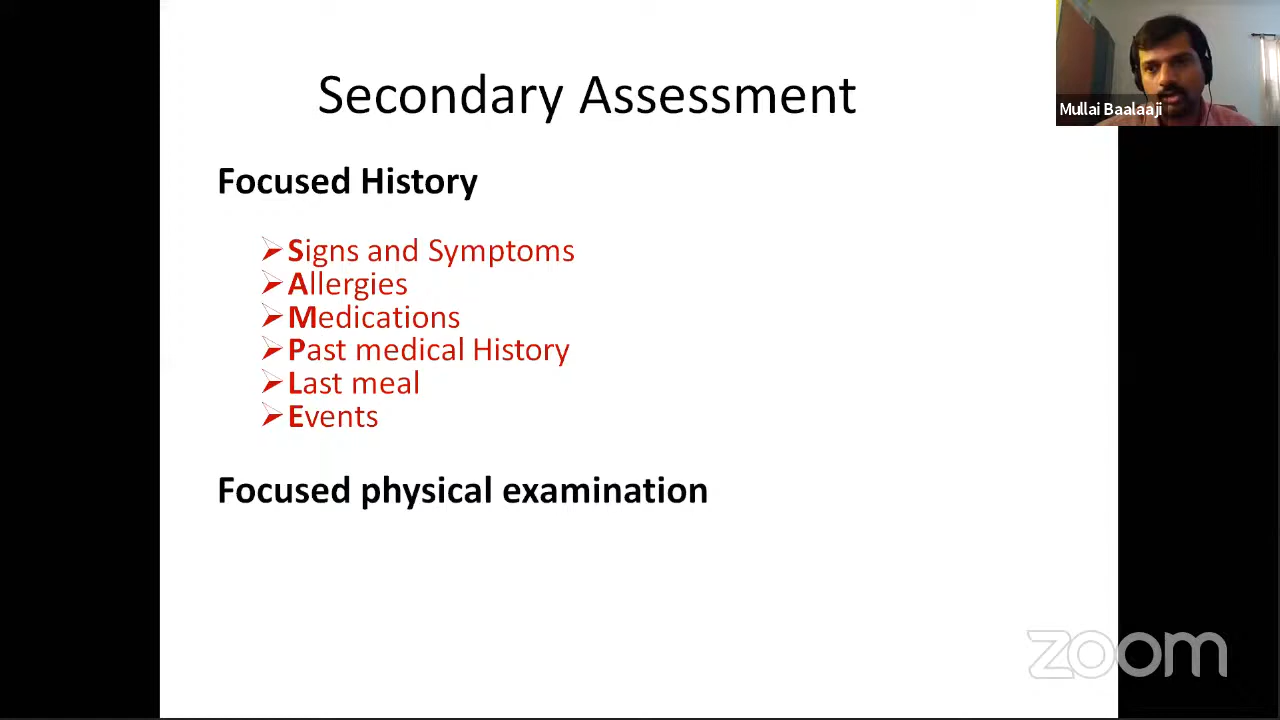 Secondary Assessment
Mullai Baalaaji
Focused History
Signs and Symptoms
Allergies
Medications
Past medical History
Last meal
Events
Focused physical examination
zoom